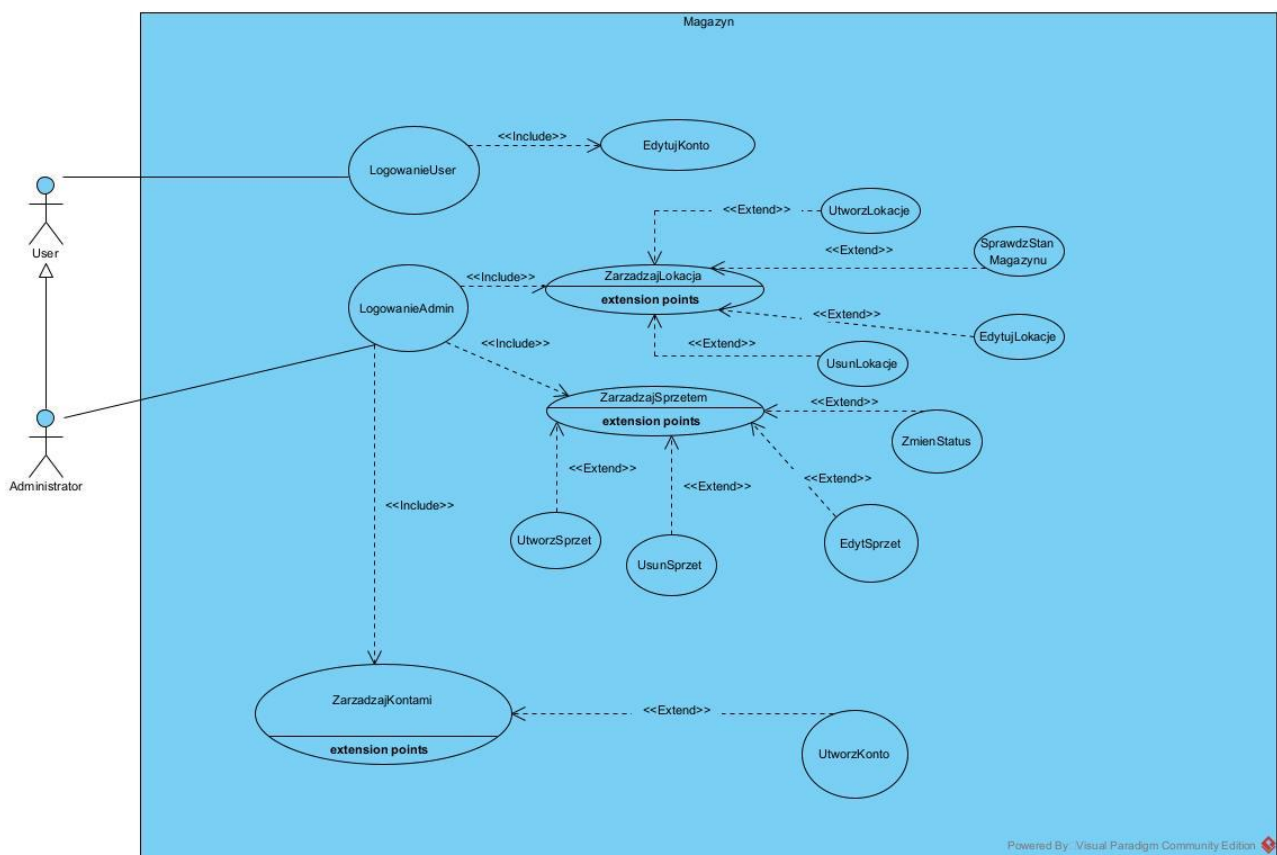 Magazyn
<<Include>>
EdytujKonto
LogowanieUser
<<Extend>>
UtworzLokacje
User
<<Extend>>
SprawdzStan
Magazynu
<<Include>>
ZarzadzajLokacja
extension points
LogowanieAdmin
<<Extend>>
EdytujLokacje
<<Include>>
<<Extend>>
UsunLokacje
ZarzadzajSprzetem
extension points
<<Extend>>
ZmienStatus
Administrator
<<Include>>
<<Extend>>
<<Extend>>
<<Extend>>
UtworzSprzet
UsunSprzet
EdytSprzet
ZarzadzajKontami
extension points
<<Extend>>
UtworzKonto
Powered By Visual Paradigm Community Edition